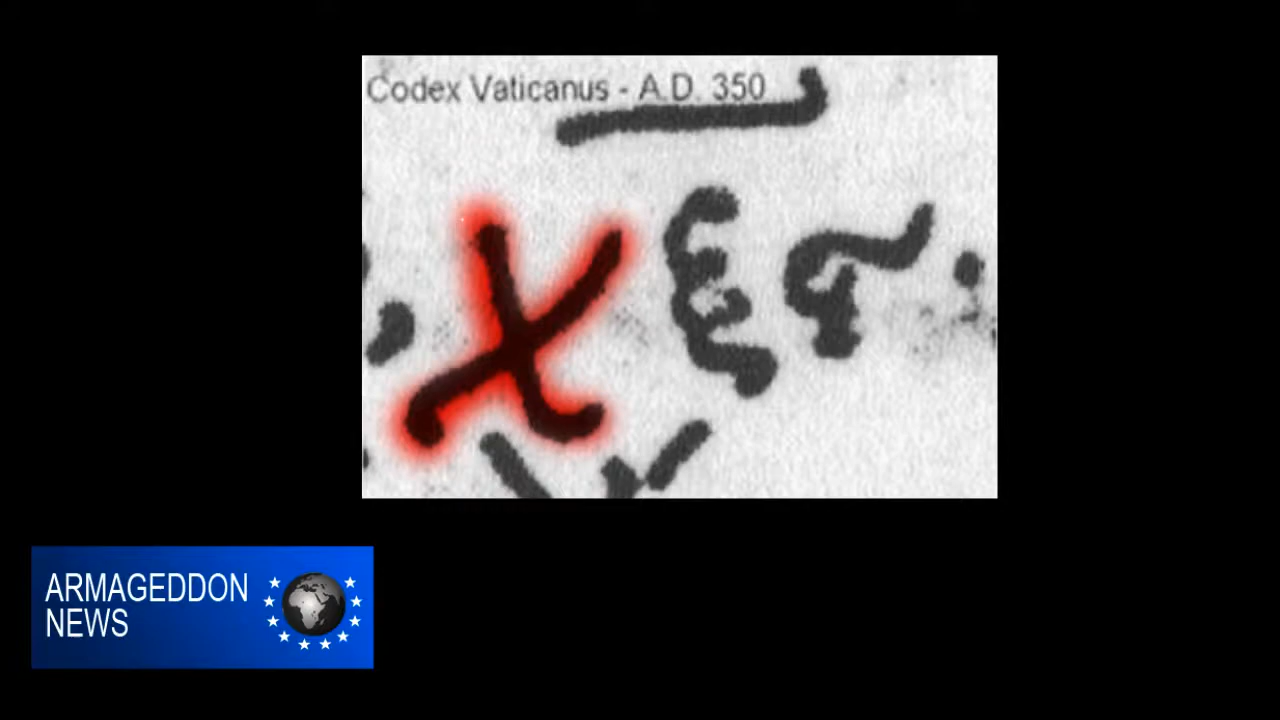 Codex Vaticanus - A.D. 350
χξϛ
ARMAGEDDON
NEWS